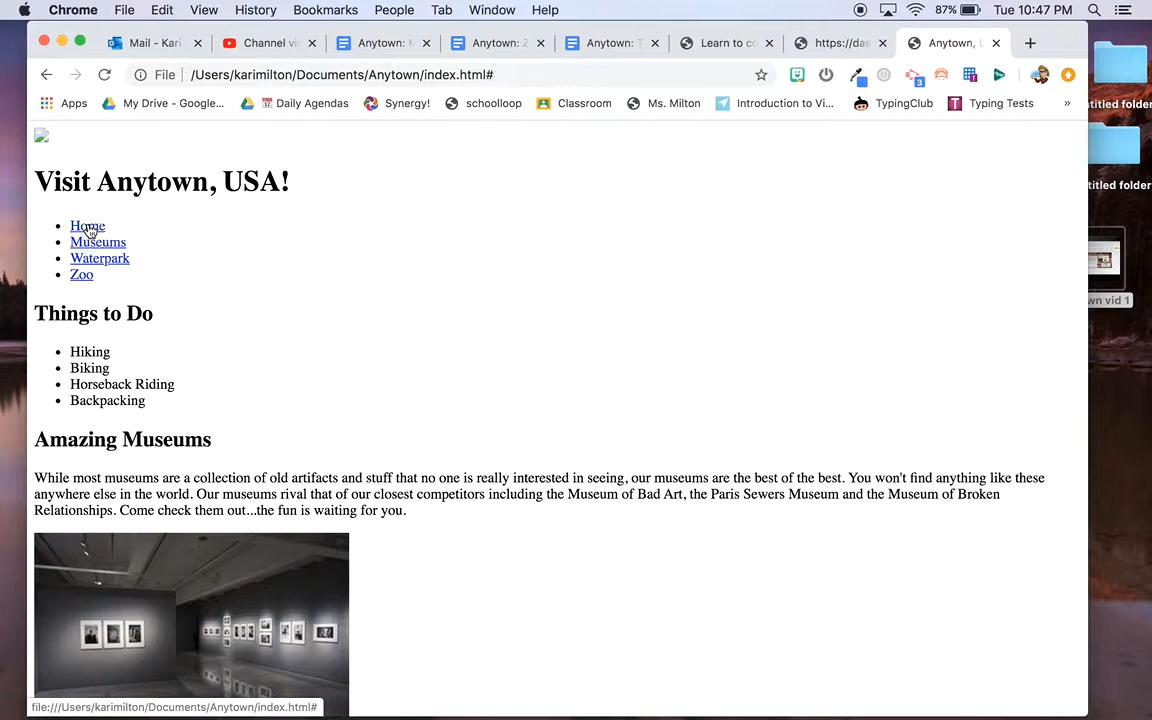 Chrome File Edit View History Bookmarks People Tab Window Help 87% Tue 10:47 PM
Mail - Kari Channel vi Anytown: M Anytown: Z Anytown: T Learn to co https://das Anytown, U
File /Users/karimilton/Documents/Anytown/index.html#
Apps My Drive - Google... Daily Agendas Synergy! schoolloop Classroom Ms. Milton Introduction to Vi... TypingClub Typing Tests »
titled folder
titled folder
wn vid 1
3
Visit Anytown, USA!
Home
Museums
Waterpark
Zoo
Things to Do
Hiking
Biking
Horseback Riding
Backpacking
Amazing Museums
While most museums are a collection of old artifacts and stuff that no one is really interested in seeing, our museums are the best of the best. You won't find anything like these
anywhere else in the world. Our museums rival that of our closest competitors including the Museum of Bad Art, the Paris Sewers Museum and the Museum of Broken
Relationships. Come check them out...the fun is waiting for you.
file:///Users/karimilton/Documents/Anytown/index.html#